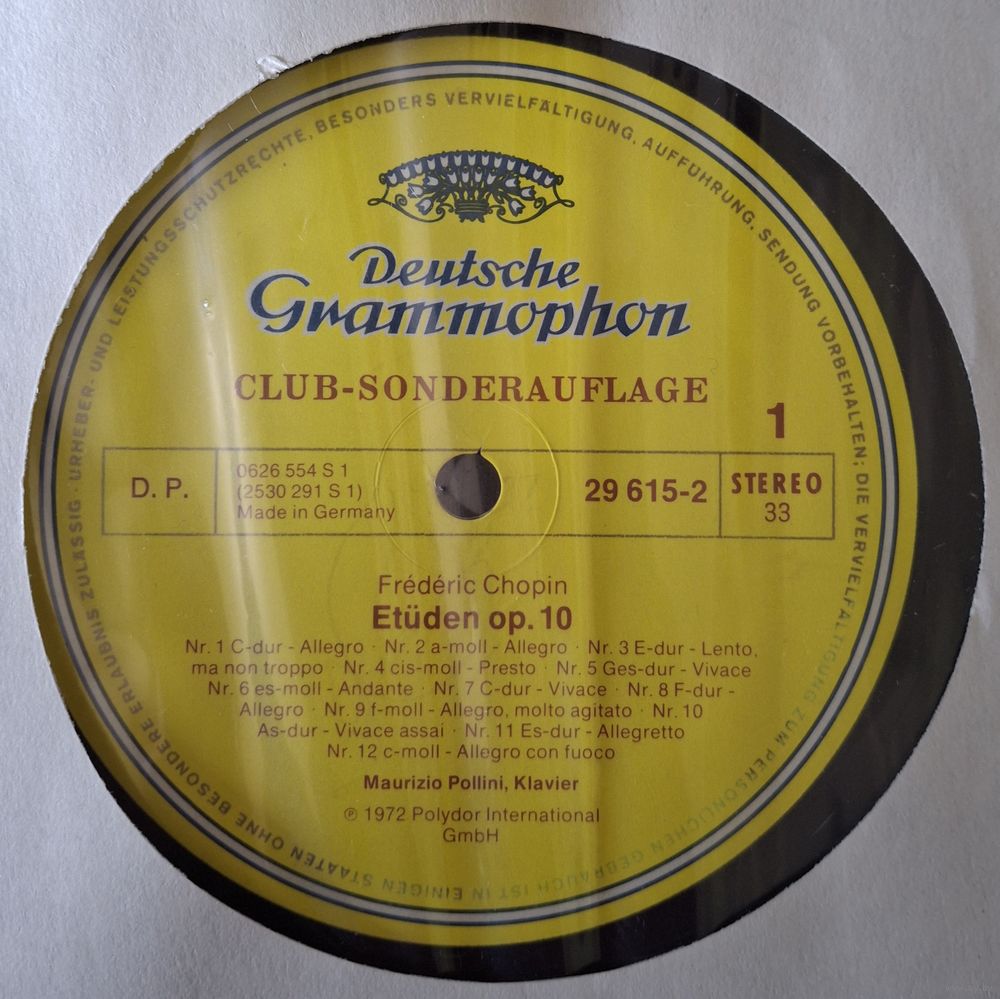 URHEBER- UND LEISTUNGSSCHUTZRECHTE, BESONDERS VERVIELFÄLTIGUNG, AUFFÜHRUNG, SENDUNG VORBEHALTEN; DIE VERVIELFÄLTIGUNG ZUM PERSÖNLICHEN GEBRAUCH IST IN EINIGEN STAATEN OHNE BESONDERE ERLAUBNIS ZULÄSSIG ·
Deutsche
Grammophon
CLUB-SONDERAUFLAGE
1
D. P.
0626 554 S 1
(2530 291 S 1)
Made in Germany
29 615-2
STEREO
33
Frédéric Chopin
Etüden op. 10
Nr. 1 C-dur - Allegro · Nr. 2 a-moll - Allegro · Nr. 3 E-dur - Lento,
ma non troppo · Nr. 4 cis-moll - Presto · Nr. 5 Ges-dur - Vivace
Nr. 6 es-moll - Andante · Nr. 7 C-dur - Vivace · Nr. 8 F-dur -
Allegro · Nr. 9 f-moll - Allegro, molto agitato · Nr. 10
As-dur - Vivace assai · Nr. 11 Es-dur - Allegretto
Nr. 12 c-moll - Allegro con fuoco
Maurizio Pollini, Klavier
℗ 1972 Polydor International
GmbH